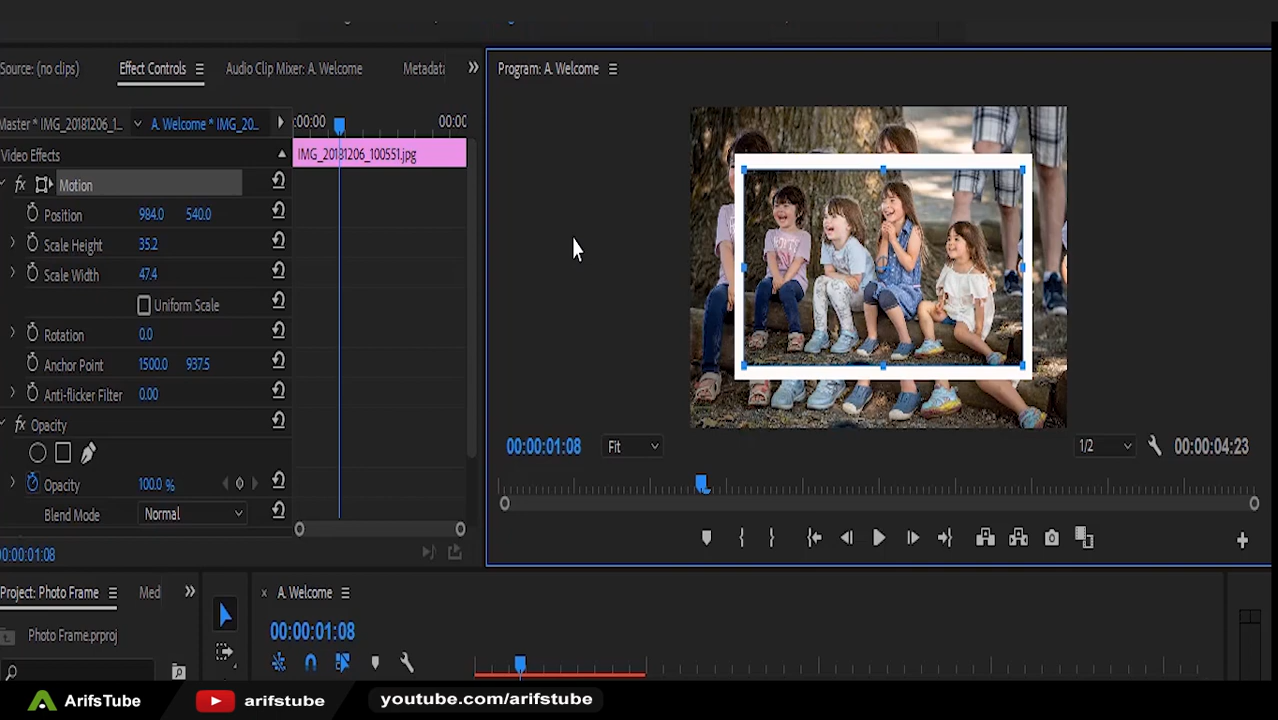 Source: (no clips)
Effect Controls
Audio Clip Mixer: A. Welcome
Metadat
Program: A. Welcome
Master * IMG_20181206_1...
A. Welcome * IMG_20...
:00:00
00:00
Video Effects
IMG_20181206_100551.jpg
fx Motion
Position 984.0 540.0
Scale Height 35.2
Scale Width 47.4
Uniform Scale
Rotation 0.0
Anchor Point 1500.0 937.5
Anti-flicker Filter 0.00
fx Opacity
Opacity 100.0 %
Blend Mode Normal
00:00:01:08
00:00:01:08
Fit
1/2
00:00:04:23
Project: Photo Frame
Med
A. Welcome
Photo Frame.prproj
00:00:01:08
ArifsTube
arifstube
youtube.com/arifstube